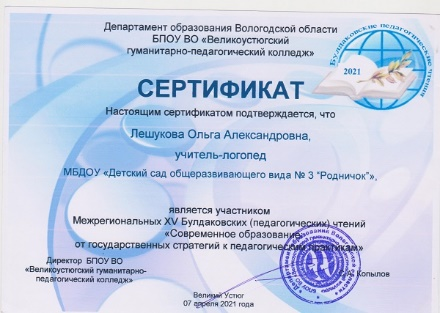 Департамент образования Вологодской области
БПОУ ВО «Великоустюгский
гуманитарно-педагогический колледж»
Булдаковские педагогические чтения
2021
СЕРТИФИКАТ
Настоящим сертификатом подтверждается, что
Лешукова Ольга Александровна,
учитель-логопед
МБДОУ «Детский сад общеразвивающего вида № 3 "Родничок"»,
является участником
Межрегиональных XV Булдаковских (педагогических) чтений
«Современное образование:
от государственных стратегий к педагогическим практикам»
Директор БПОУ ВО
«Великоустюгский гуманитарно-
педагогический колледж»
Копылов
Великий Устюг
07 апреля 2021 года